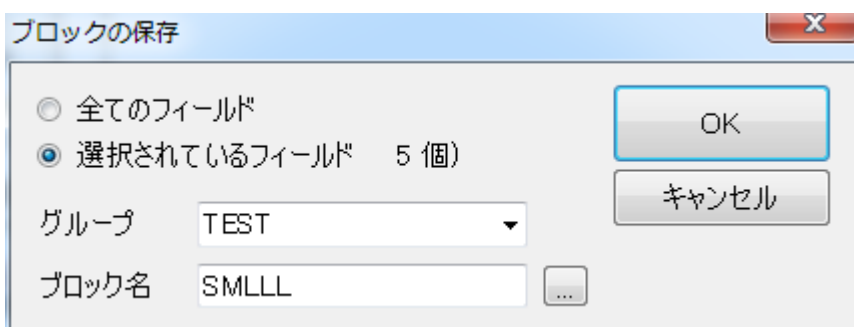 ブロックの保存
全てのフィールド
選択されているフィールド 5 個)
OK
キャンセル
グループ TEST
ブロック名 SMLLL ...